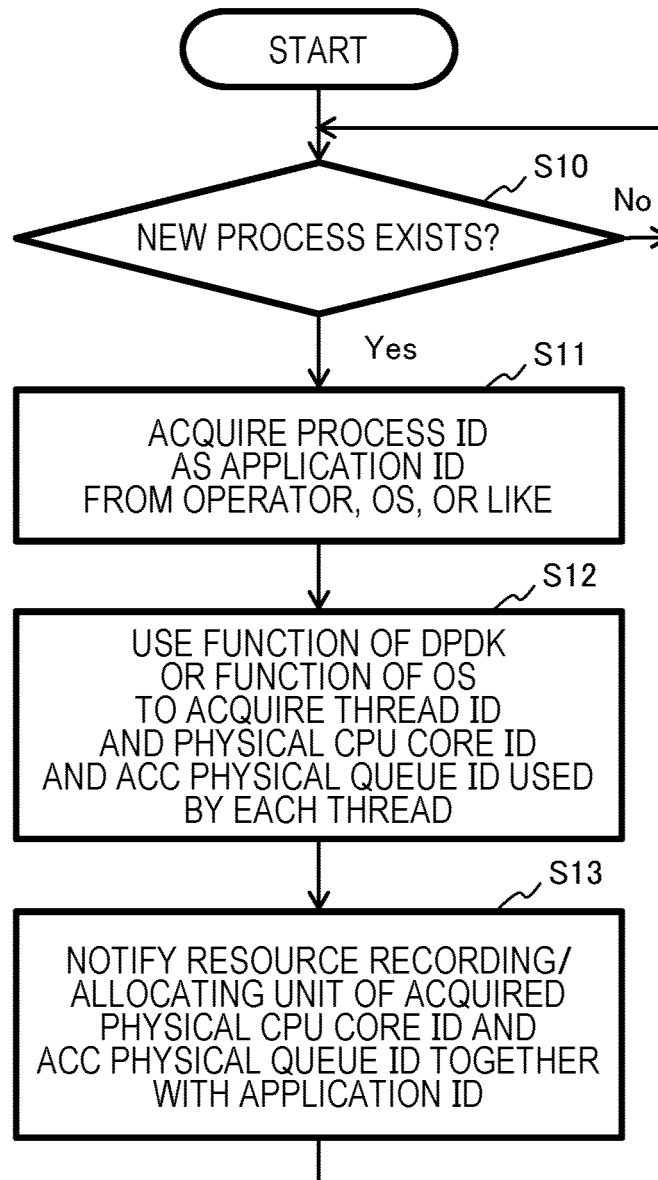 START
S10
No
NEW PROCESS EXISTS?
Yes
S11
ACQUIRE PROCESS ID
AS APPLICATION ID
FROM OPERATOR, OS, OR LIKE
S12
USE FUNCTION OF DPDK
OR FUNCTION OF OS
TO ACQUIRE THREAD ID
AND PHYSICAL CPU CORE ID
AND ACC PHYSICAL QUEUE ID USED
BY EACH THREAD
S13
NOTIFY RESOURCE RECORDING/
ALLOCATING UNIT OF ACQUIRED
PHYSICAL CPU CORE ID AND
ACC PHYSICAL QUEUE ID TOGETHER
WITH APPLICATION ID